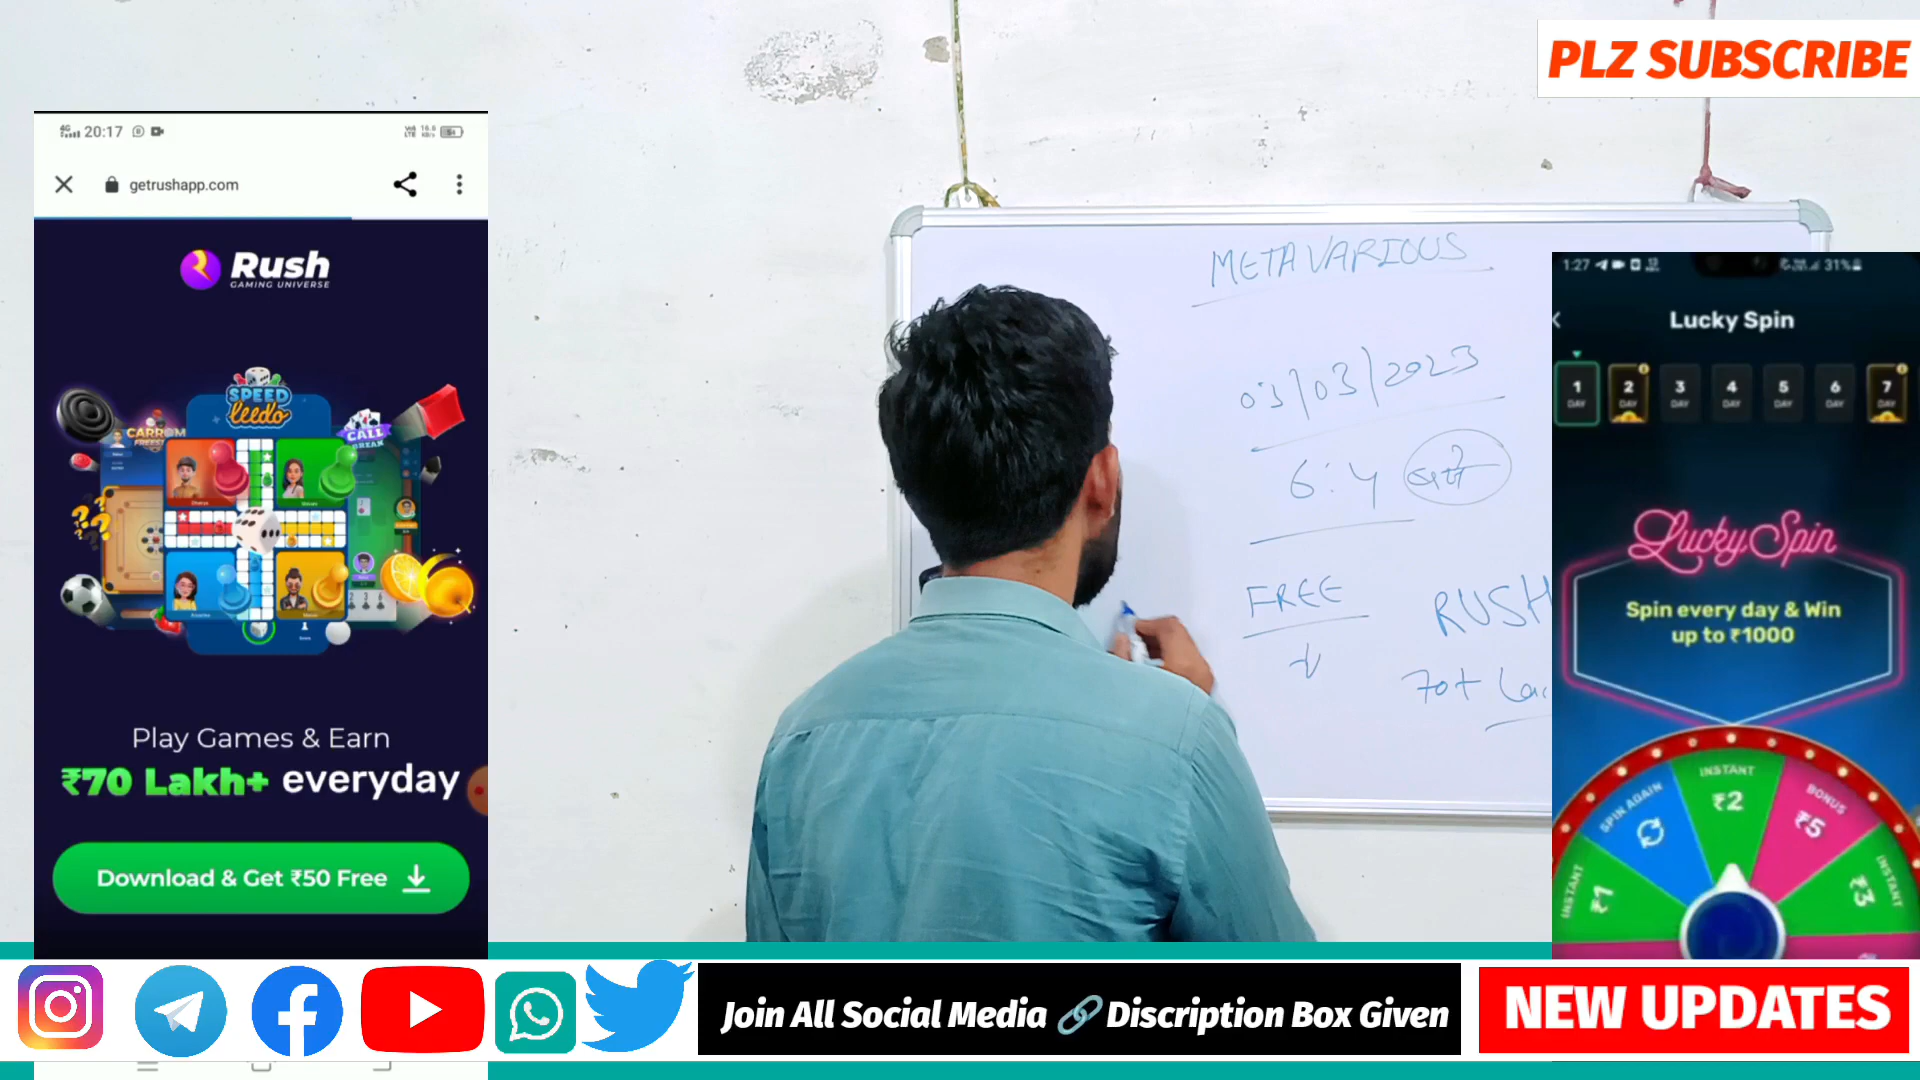 PLZ SUBSCRIBE
20:17
getrushapp.com
Rush
GAMING UNIVERSE
SPEED
leedo
CARROM
CALL
Play Games & Earn
₹70 Lakh+ everyday
Download & Get ₹50 Free
METAVARIOUS
03/03/2023
6:4
FREE
RUSH
70+
1:27
31%
Lucky Spin
1 2 3 4 5 6 7
DAY DAY DAY DAY DAY DAY DAY
Lucky Spin
Spin every day & Win
up to ₹1000
INSTANT
₹1
SPIN AGAIN
INSTANT
₹2
BONUS
₹5
INSTANT
₹3
Join All Social Media 🔗 Discription Box Given
NEW UPDATES